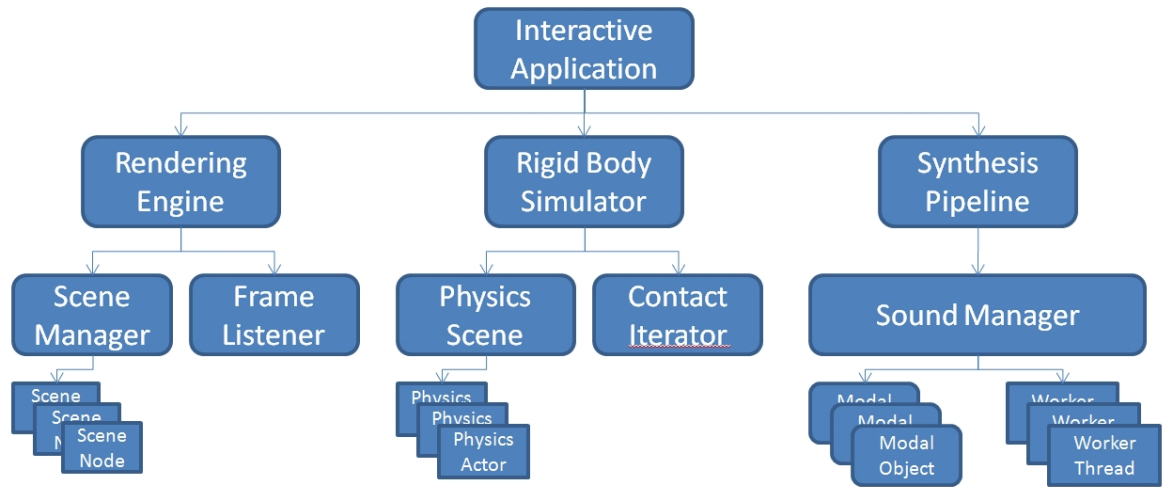 Interactive
Application
Rendering
Engine
Rigid Body
Simulator
Synthesis
Pipeline
Scene
Manager
Frame
Listener
Physics
Scene
Contact
Iterator
Sound Manager
Scene
Scene
N
Scene
Node
Physics
Physics
Physics
Actor
Modal
Modal
Modal
Object
Worker
Worker
Worker
Thread